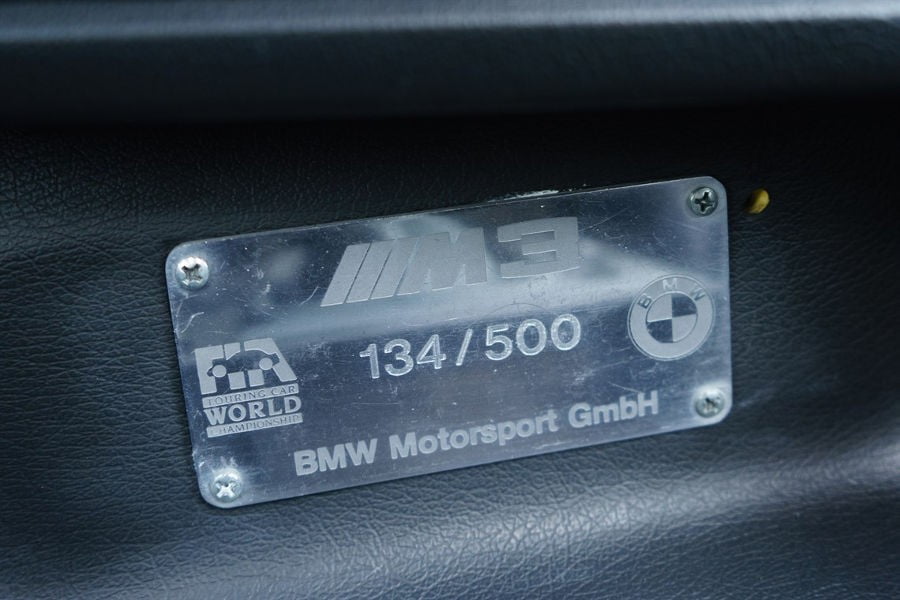 M3
134/500
BMW
FIA
TOURING CAR
WORLD
CHAMPIONSHIP
BMW Motorsport GmbH